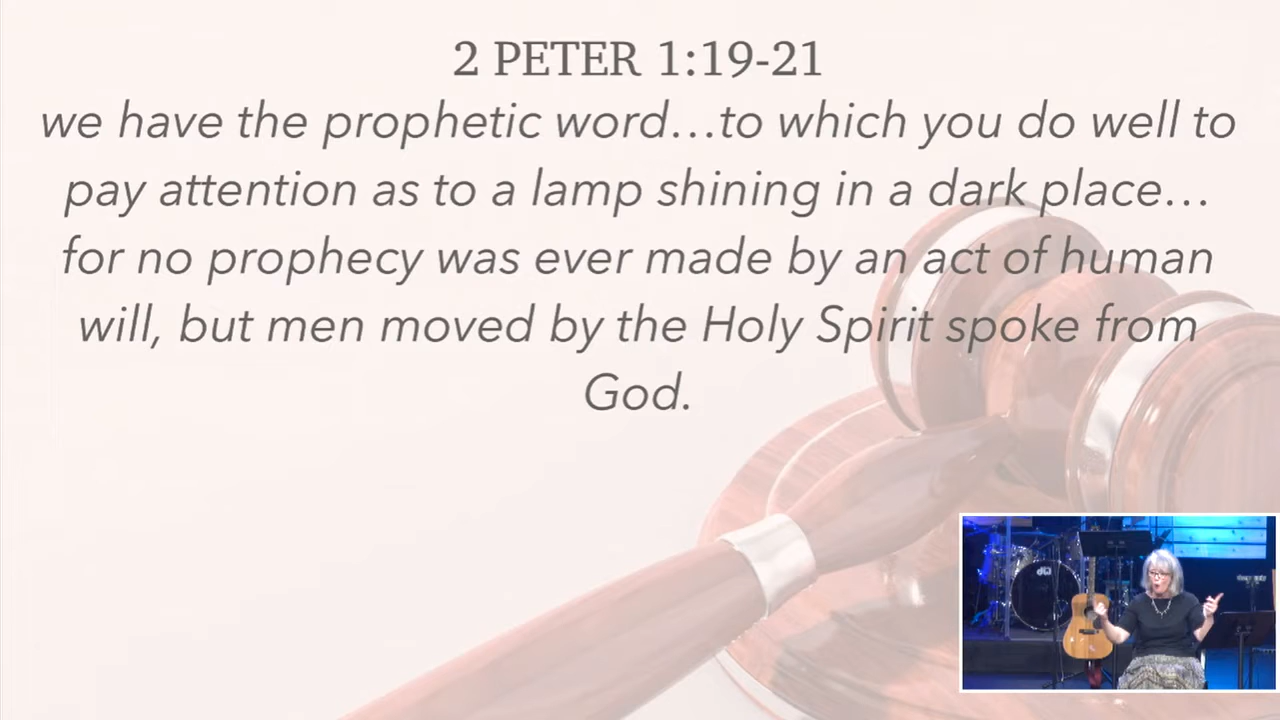 2 PETER 1:19-21
we have the prophetic word…to which you do well to
pay attention as to a lamp shining in a dark place…
for no prophecy was ever made by an act of human
will, but men moved by the Holy Spirit spoke from
God.
dw